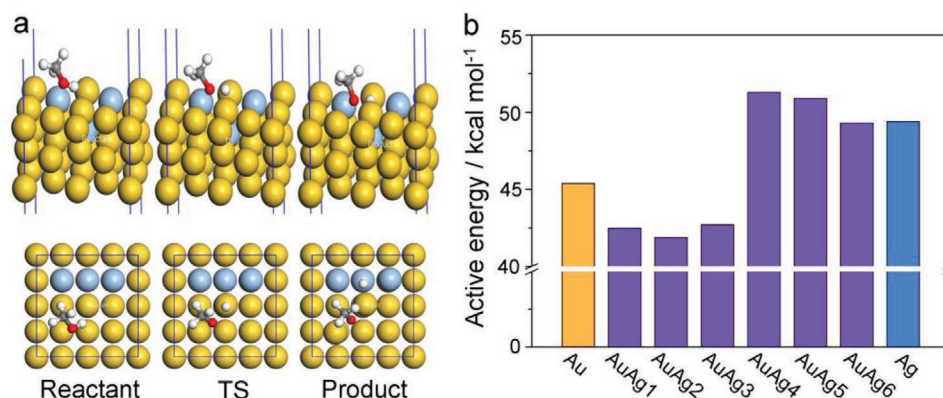 a
Reactant TS Product
b
Active energy / kcal mol⁻¹
55
50
45
40
0
Au AuAg1 AuAg2 AuAg3 AuAg4 AuAg5 AuAg6 Ag